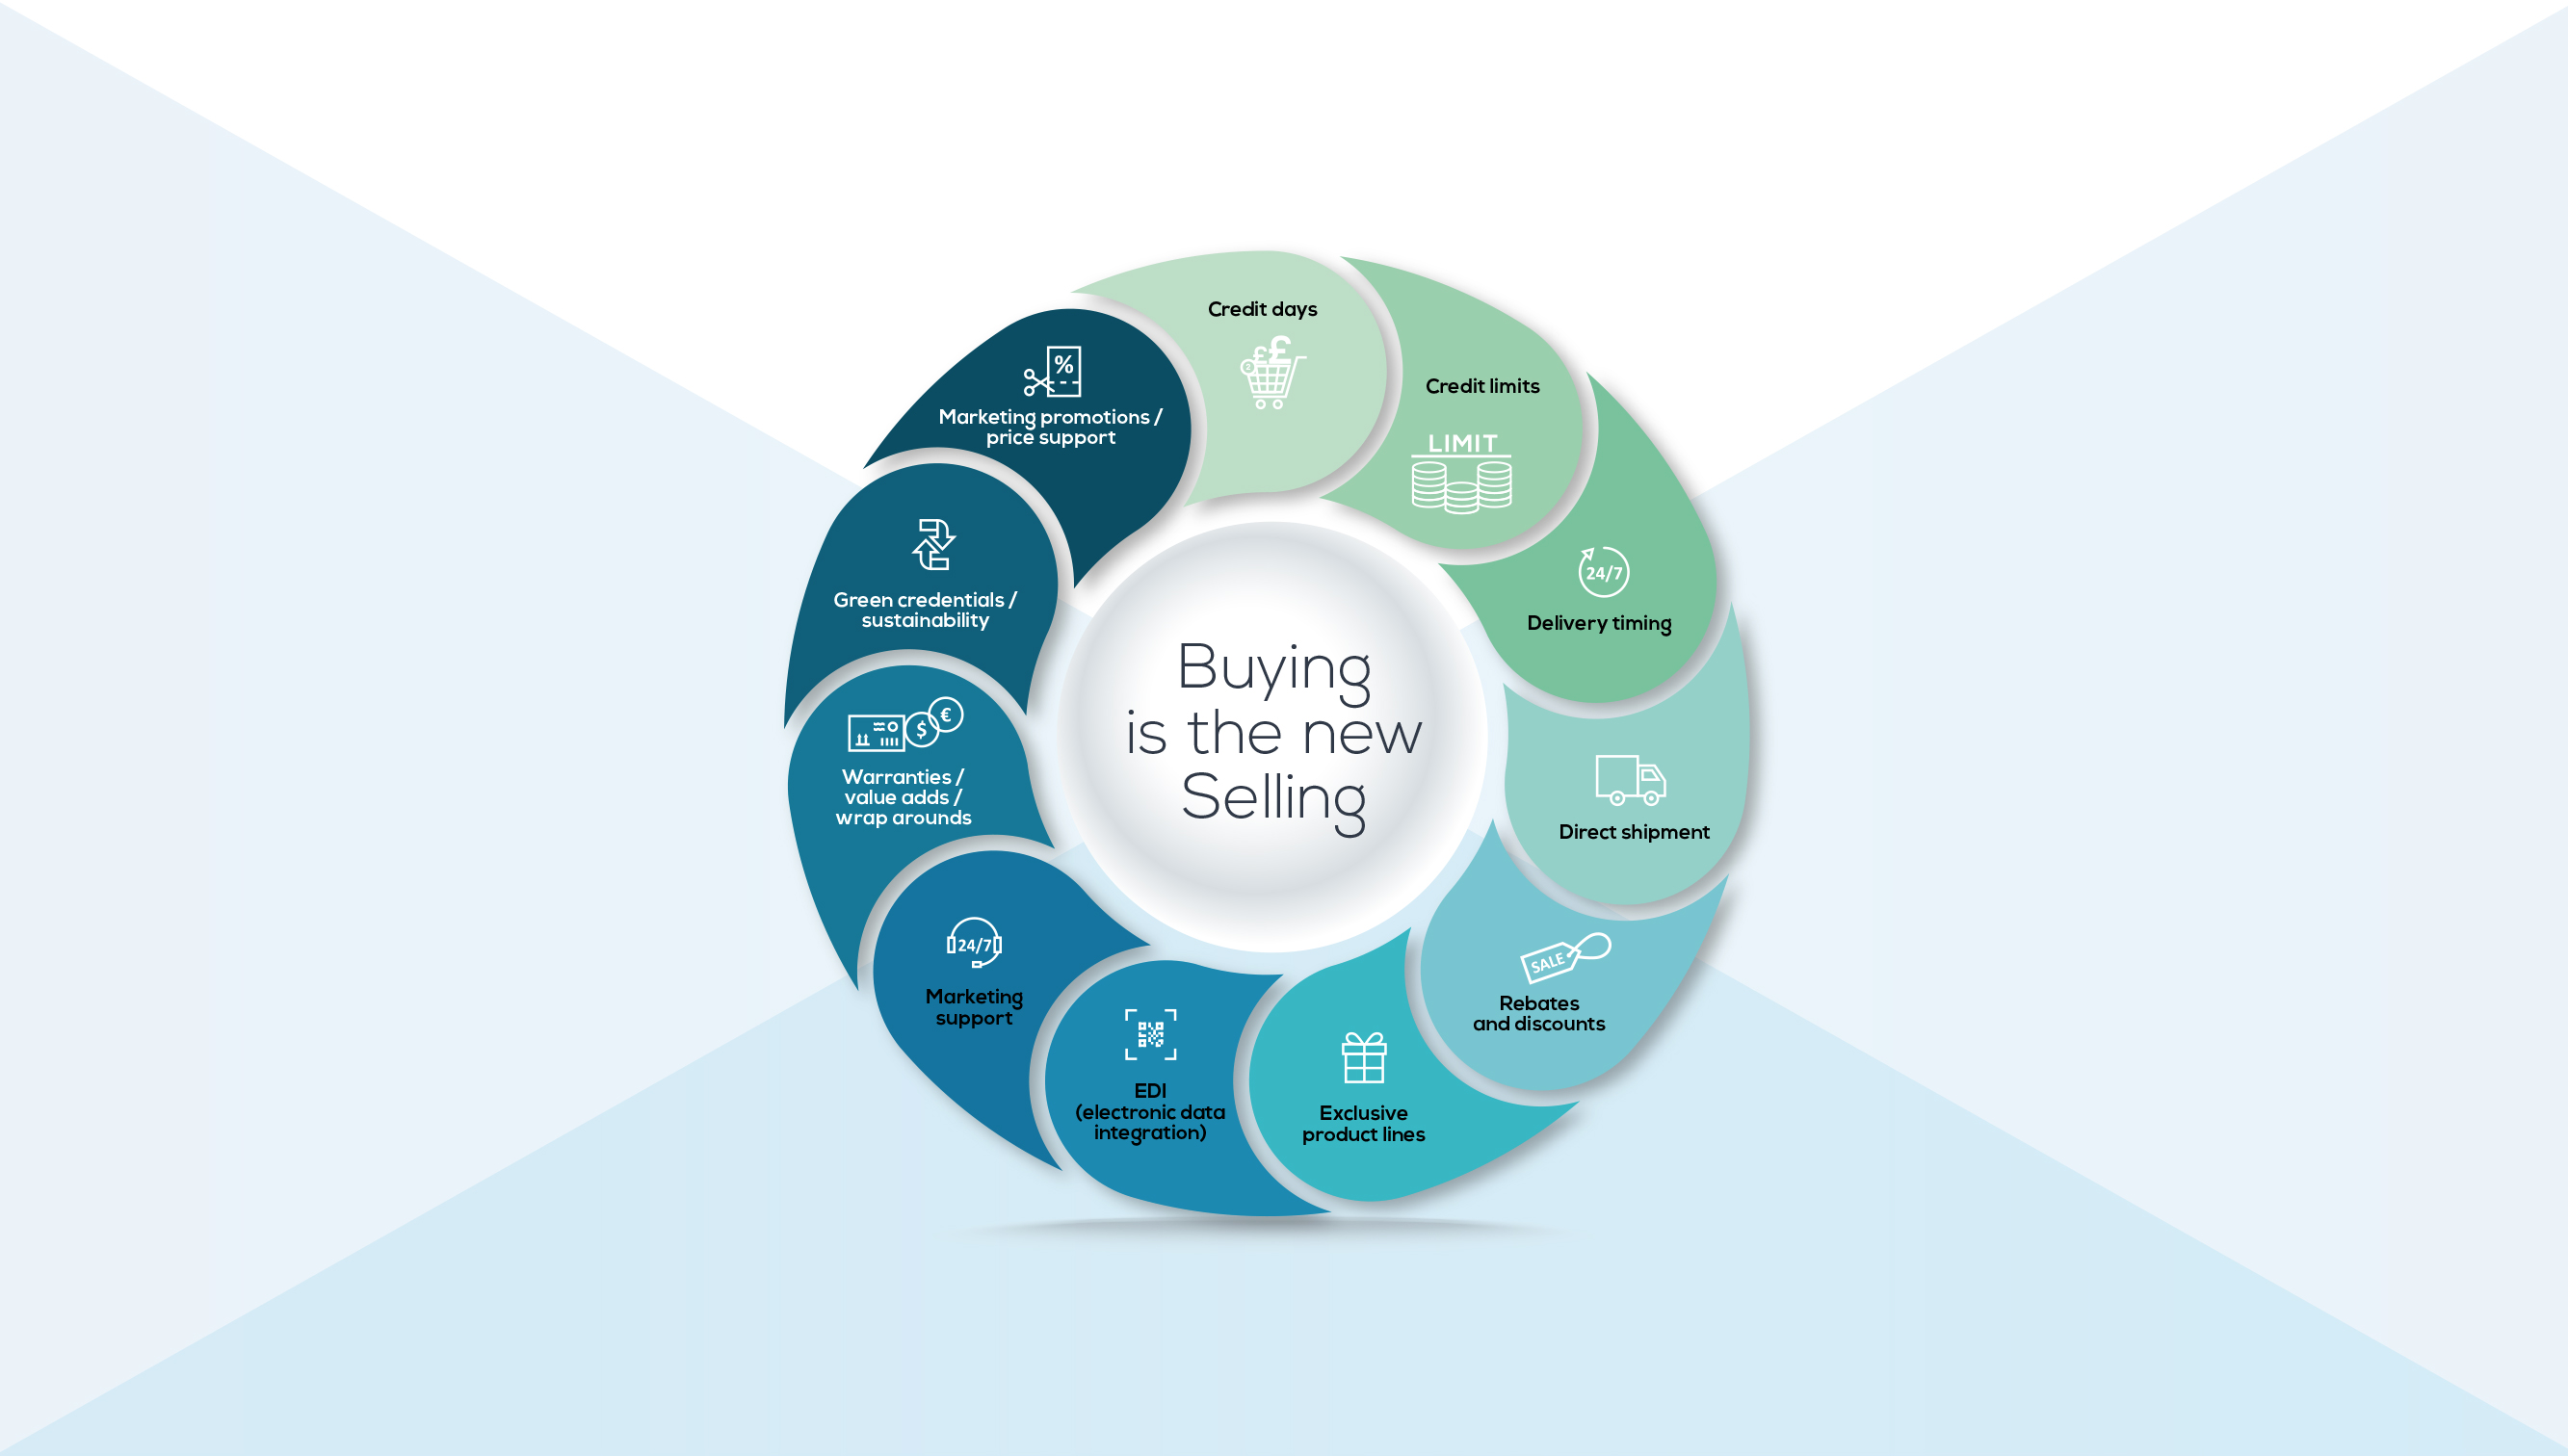 Credit days
££
Credit limits
LIMIT
24/7
Delivery timing
Direct shipment
SALE
Rebates
and discounts
Exclusive
product lines
EDI
(electronic data
integration)
24/7
Marketing
support
$ €
Warranties /
value adds /
wrap arounds
Green credentials /
sustainability
%
Marketing promotions /
price support
Buying
is the new
Selling